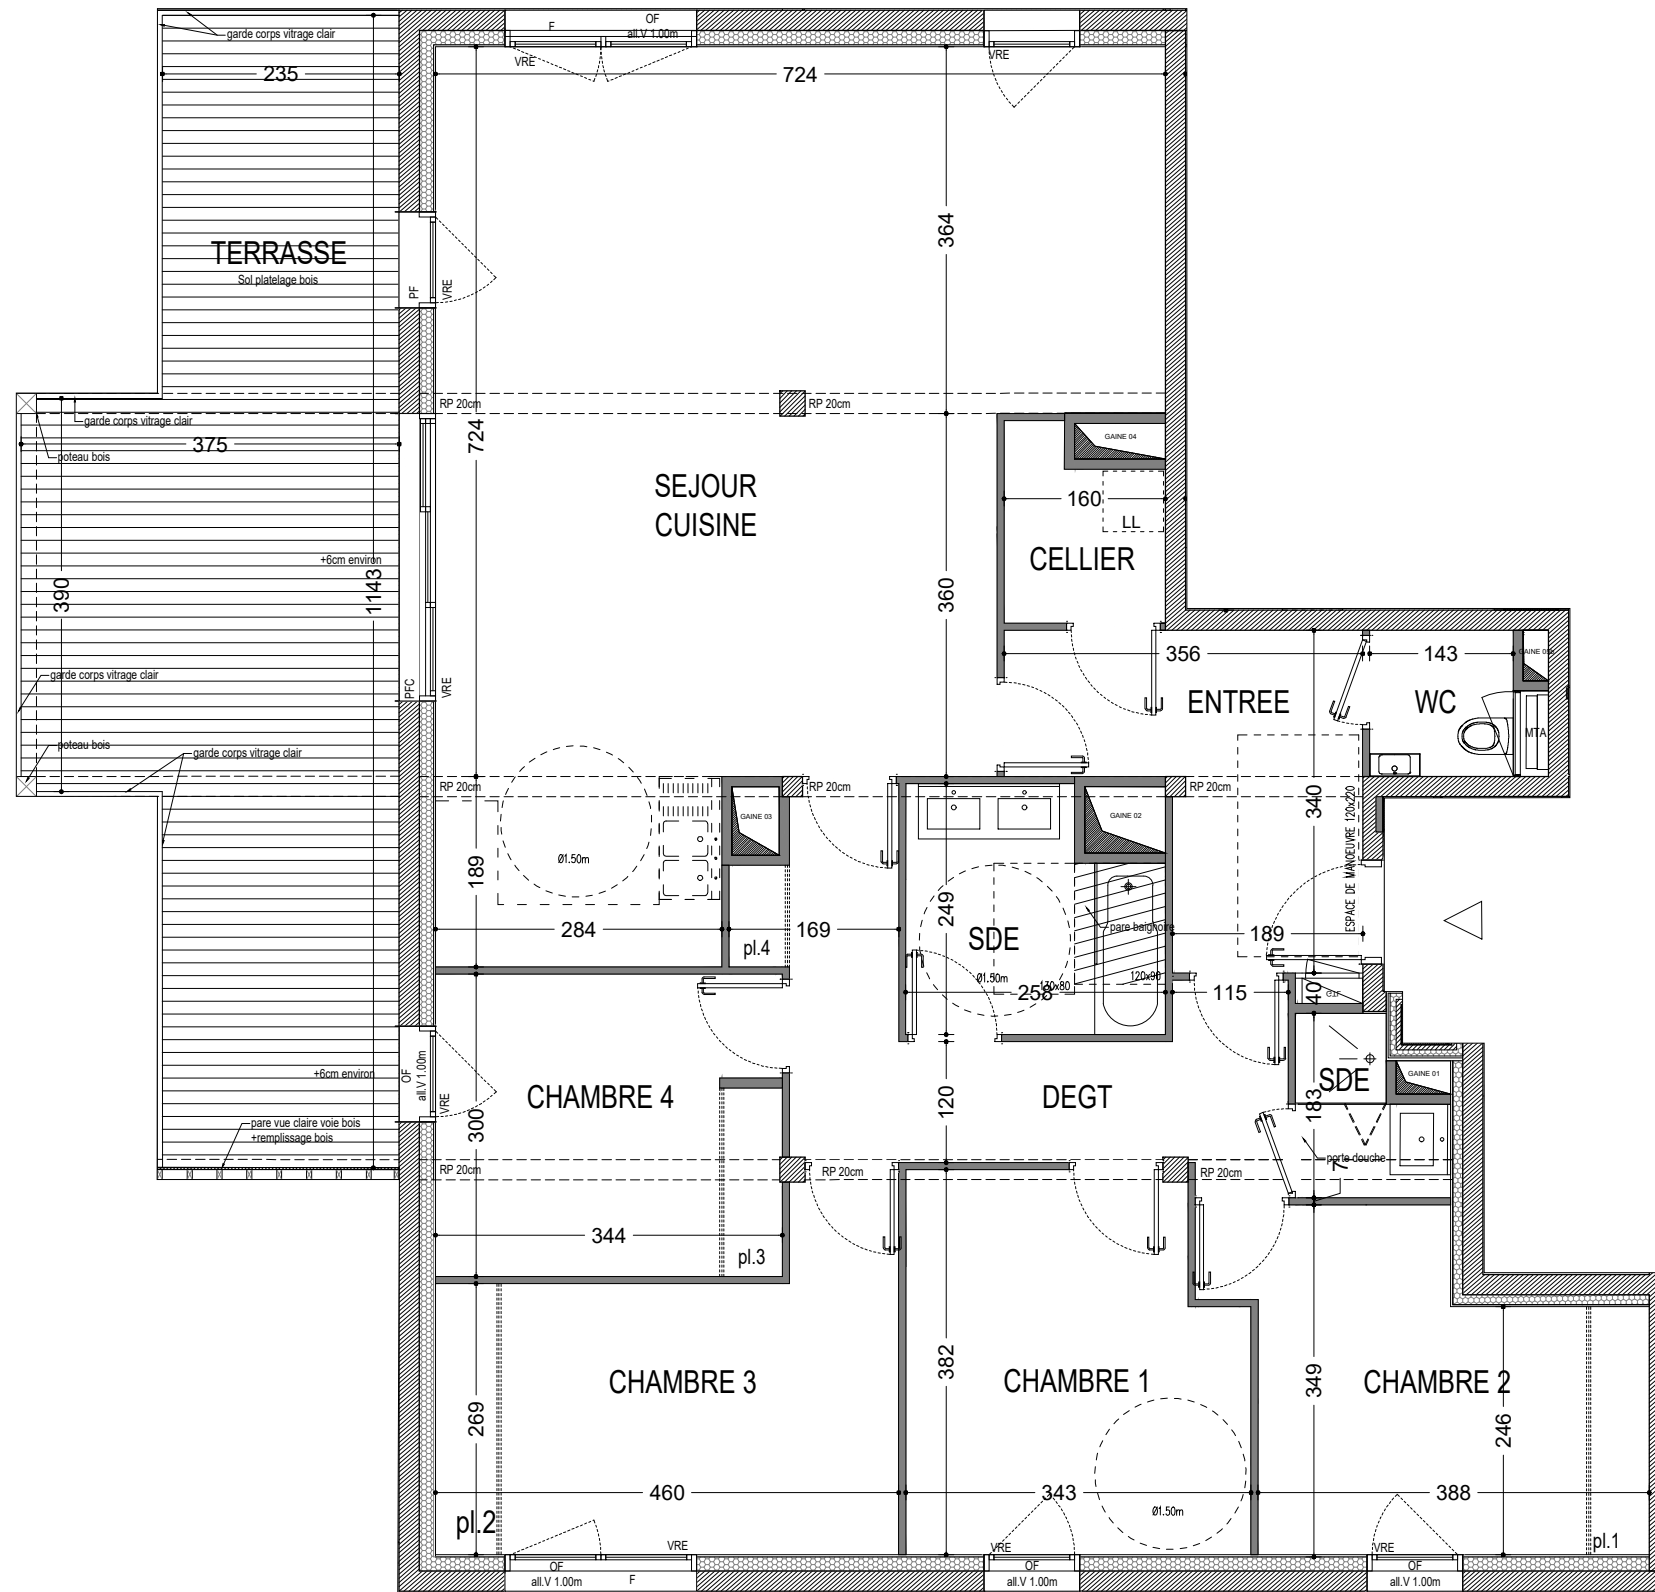 garde corps vitrage clair
235
F
OF
all.V 1.00m
VRE
724
VRE
TERRASSE
Sol platelage bois
PF
VRE
364
RP 20cm
RP 20cm
garde corps vitrage clair
375
poteau bois
724
SEJOUR
CUISINE
GAINE 04
160
LL
CELLIER
+6cm environ
390
1143
360
garde corps vitrage clair
PFC
VRE
356
143
ENTREE
WC
MTA
poteau bois
garde corps vitrage clair
RP 20cm
RP 20cm
RP 20cm
GAINE 03
GAINE 02
340
ESPACE DE MANOEUVRE 120x220
Ø1.50m
189
284
pl.4
169
249
SDE
pare baignoire
189
Ø1.50m
130x80
120x90
258
115
40
+6cm environ
OF
all.V 1.00m
VRE
CHAMBRE 4
300
120
DEGT
SDE
GAINE 01
183
pare vue claire voie bois
+remplissage bois
RP 20cm
RP 20cm
RP 20cm
porte douche
7
344
pl.3
CHAMBRE 3
382
CHAMBRE 1
349
CHAMBRE 2
269
246
460
343
388
Ø1.50m
pl.2
pl.1
VRE
VRE
VRE
OF
all.V 1.00m
F
OF
all.V 1.00m
OF
all.V 1.00m